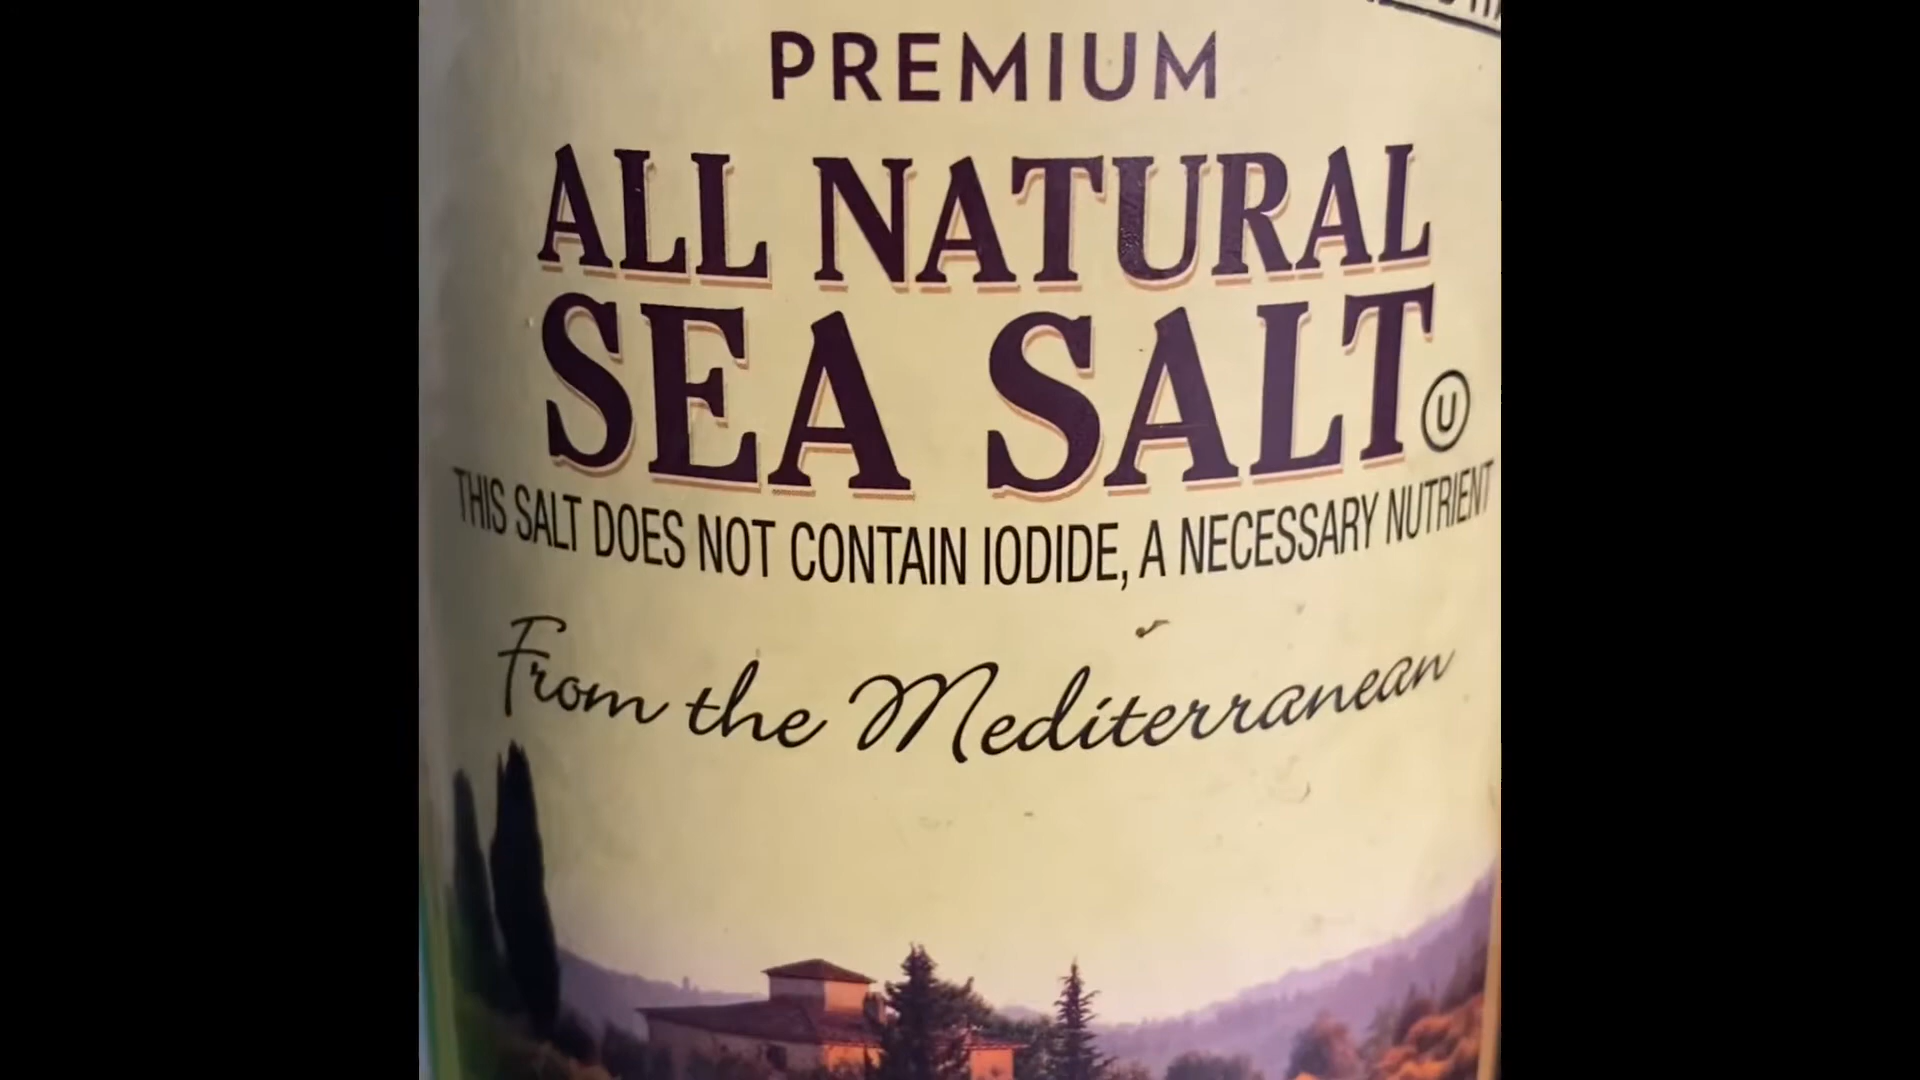 PREMIUM
ALL NATURAL
SEA SALT
U
THIS SALT DOES NOT CONTAIN IODIDE, A NECESSARY NUTRIENT
From the Mediterranean